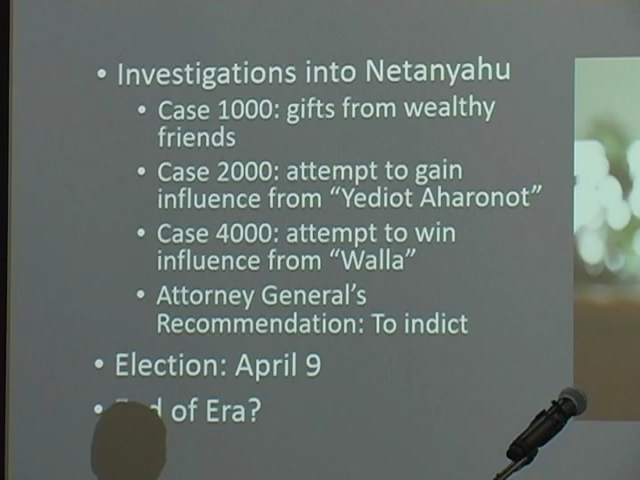 • Investigations into Netanyahu
• Case 1000: gifts from wealthy
friends
• Case 2000: attempt to gain
influence from “Yediot Aharonot”
• Case 4000: attempt to win
influence from “Walla”
• Attorney General’s
Recommendation: To indict
• Election: April 9
• End of Era?